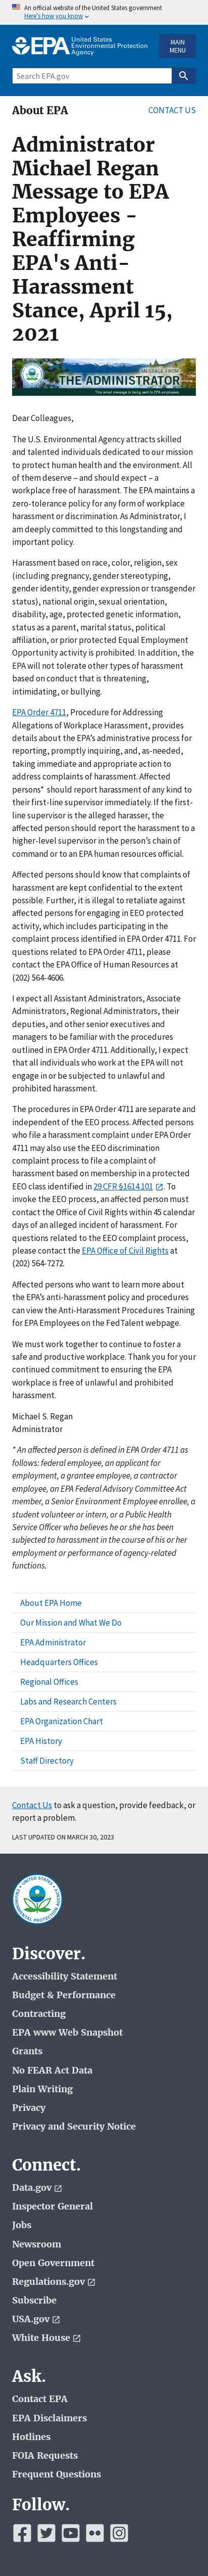 An official website of the United States government
Here's how you know
EPA United States
Environmental Protection
Agency
MAIN
MENU
Search EPA.gov
About EPA
CONTACT US
Administrator
Michael Regan
Message to EPA
Employees -
Reaffirming
EPA's Anti-
Harassment
Stance, April 15,
2021
MESSAGE FROM
THE ADMINISTRATOR
*This email message is being sent to EPA employees.
Dear Colleagues,
The U.S. Environmental Agency attracts skilled
and talented individuals dedicated to our mission
to protect human health and the environment. All
of them deserve – and should expect – a
workplace free of harassment. The EPA maintains a
zero-tolerance policy for any form of workplace
harassment or discrimination. As Administrator, I
am deeply committed to enforcing this
standard.
Harassment based on race, color, religion, sex
(including pregnancy, gender stereotyping,
gender identity, gender expression or transgender
status), national origin, sexual orientation,
disability, age, protected genetic information,
status as a parent, marital status, political
affiliation, or prior protected Equal Employment
Opportunity activity is prohibited. In addition, the
EPA will not tolerate other types of harassment
based on conduct that is threatening,
intimidating, or bullying.
EPA Order 4711, Procedure for Addressing
Allegations of Workplace Harassment, provides
details about the EPA's administrative process for
reporting, promptly inquiring, and, as-needed,
taking immediate and appropriate action to
address complaints of harassment. Affected
persons* should report harassing conduct to
their first-line supervisor immediately. If the first-
line supervisor is the alleged harasser, the
affected person should report the matter to the
higher-level supervisor in the person's chain of
command or to an EPA human resources official.
Affected persons are encouraged to report
alleged harassment as soon as possible. Further,
it is unlawful to retaliate against affected
persons for engaging in EEO protected
activity, which includes participating in the
complaint process identified in EPA Order 4711. For
questions related to EPA Order 4711, please
contact the EPA Office of Human Resources at
(202) 564-4606.
I expect all Assistant Administrators, Associate
Administrators, Regional Administrators, their
deputies, and other senior executives and
managers to be familiar with their responsibilities
outlined in EPA Order 4711. Additionally, I expect
that all who work with or at the EPA will not
engage in or be subjected to unlawful and
prohibited harassment.
The procedures in EPA Order 4711 are separate and
independent of the EEO discrimination process.
Affected persons who submit a harassment
complaint under EPA Order
4711 may also use the EEO discrimination
complaint process to file a complaint of
harassment that is based on a protected
EEO class identified in 29 CFR §1614.101. To
invoke the EEO process, an affected person must
contact the Office of Civil Rights within 45 calendar
days of an alleged occurrence of harassment. For
questions related to the EEO complaint process,
please contact the EPA Office of Civil Rights at
(202) 564-7272.
Affected persons who want to learn more about
the EPA's anti-harassment policy and procedures
should view the Anti-Harassment Procedures Training
for EPA Employees on the FedTalent webpage.
We must work together to continue to foster a
safe and productive workplace. Thank you for your
continued efforts to ensure that the EPA
workplace is free of unlawful and prohibited
harassment.
Michael S. Regan
Administrator
* An affected person is defined in EPA Order 4711 as
follows: federal employee, an applicant for
employment, a grantee employee, a contractor
employee, an EPA Federal Advisory Committee Act
member, a Senior Environment Employee enrollee, a
student volunteer or intern, or a Public Health
Service Officer who believes he or she has been
subjected to harassment in the course of his or her
employment or performance of agency-related
functions.
About EPA Home
Our Mission and What We Do
EPA Administrator
Headquarters Offices
Regional Offices
Labs and Research Centers
EPA Organization Chart
EPA History
Staff Directory
Contact Us to ask a question, provide feedback, or
report a problem.
LAST UPDATED ON MARCH 30, 2023
Discover.
Accessibility Statement
Budget & Performance
Contracting
EPA www Web Snapshot
Grants
No FEAR Act Data
Plain Writing
Privacy
Privacy and Security Notice
Connect.
Data.gov
Inspector General
Jobs
Newsroom
Open Government
Regulations.gov
Subscribe
USA.gov
White House
Ask.
Contact EPA
EPA Disclaimers
Hotlines
FOIA Requests
Frequent Questions
Follow.